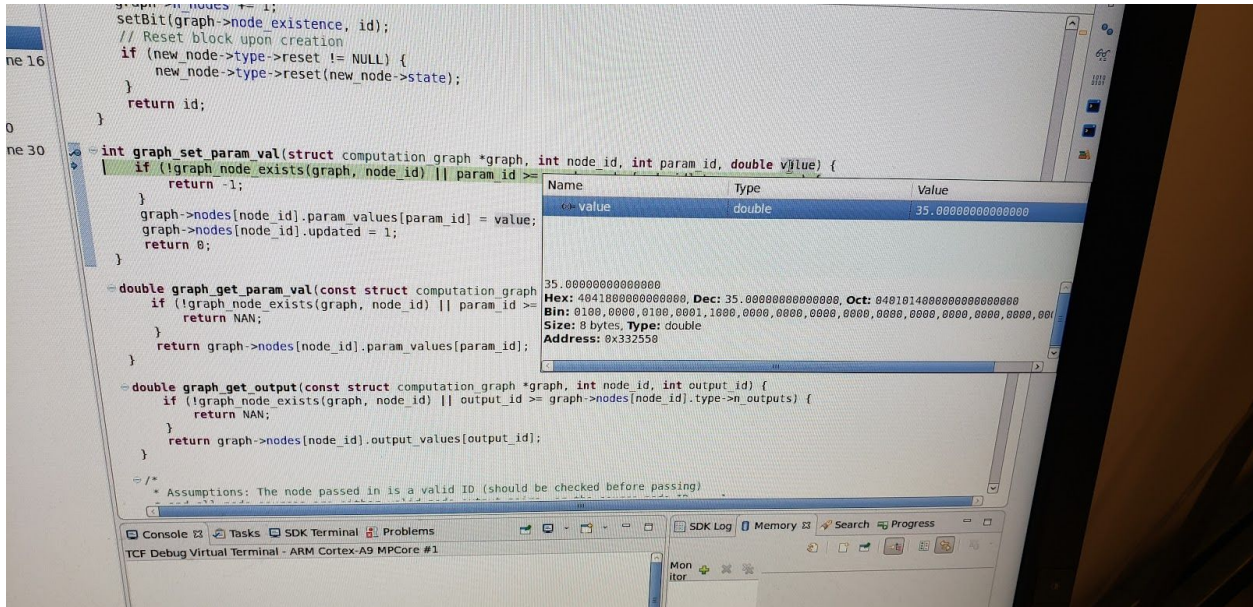 graph->n_nodes += 1;
setBit(graph->node_existence, id);
// Reset block upon creation
if (new_node->type->reset != NULL) {
new_node->type->reset(new_node->state);
}
return id;
}
ne 16
0
ne 30
int graph_set_param_val(struct computation_graph *graph, int node_id, int param_id, double value) {
if (!graph_node_exists(graph, node_id) || param_id >=
return -1;
}
graph->nodes[node_id].param_values[param_id] = value;
graph->nodes[node_id].updated = 1;
return 0;
}
Name Type Value
value double 35.00000000000000
35.00000000000000
Hex: 4041800000000000, Dec: 35.00000000000000, Oct: 0401014000000000000000
Bin: 0100,0000,0100,0001,1000,0000,0000,0000,0000,0000,0000,0000,0000,0000,00
Size: 8 bytes, Type: double
Address: 0x332550
double graph_get_param_val(const struct computation_graph
if (!graph_node_exists(graph, node_id) || param_id >=
return NAN;
}
return graph->nodes[node_id].param_values[param_id];
}
double graph_get_output(const struct computation_graph *graph, int node_id, int output_id) {
if (!graph_node_exists(graph, node_id) || output_id >= graph->nodes[node_id].type->n_outputs) {
return NAN;
}
return graph->nodes[node_id].output_values[output_id];
}
/*
* Assumptions: The node passed in is a valid ID (should be checked before passing)
Console Tasks SDK Terminal Problems
TCF Debug Virtual Terminal - ARM Cortex-A9 MPCore #1
SDK Log Memory Search Progress
Mon
itor